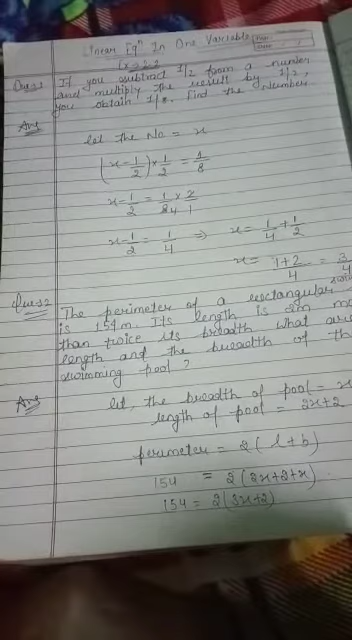 Linear Eqn In One Variable
Ex 2.2
Ques 1 If you subtract 1/2 from a number
and multiply the result by 1/2,
you obtain 1/8. Find the number
Ans
let the No = x
(x-1/2) × 1/2 = 1/8
x-1/2 = 1/8 4 × 2/1
x-1/2 = 1/4 ⇒ x = 1/4 + 1/2
x = 1+2/4 = 3/4
Ques 2 The perimeter of a rectangular
is 154 m. Its length is 2m mo
than twice its breadth what are
length and the breadth of th
swimming pool?
Ans let, the breadth of pool = x
length of pool = 2x+2
perimeter = 2(l+b)
154 = 2(2x+2+x)
154 = 2(3x+2)